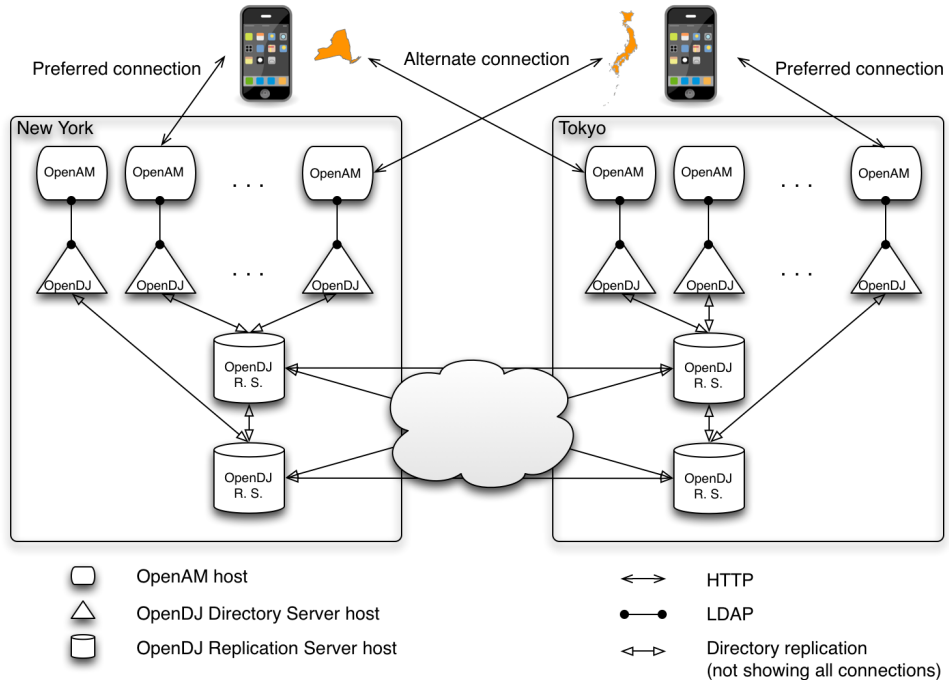 Preferred connection
Alternate connection
Preferred connection
New York
Tokyo
OpenAM
OpenAM
. . .
OpenAM
OpenAM
OpenAM
. . .
OpenAM
OpenDJ
OpenDJ
. . .
OpenDJ
OpenDJ
OpenDJ
. . .
OpenDJ
OpenDJ
R. S.
OpenDJ
R. S.
OpenDJ
R. S.
OpenDJ
R. S.
OpenAM host
HTTP
OpenDJ Directory Server host
LDAP
OpenDJ Replication Server host
Directory replication
(not showing all connections)